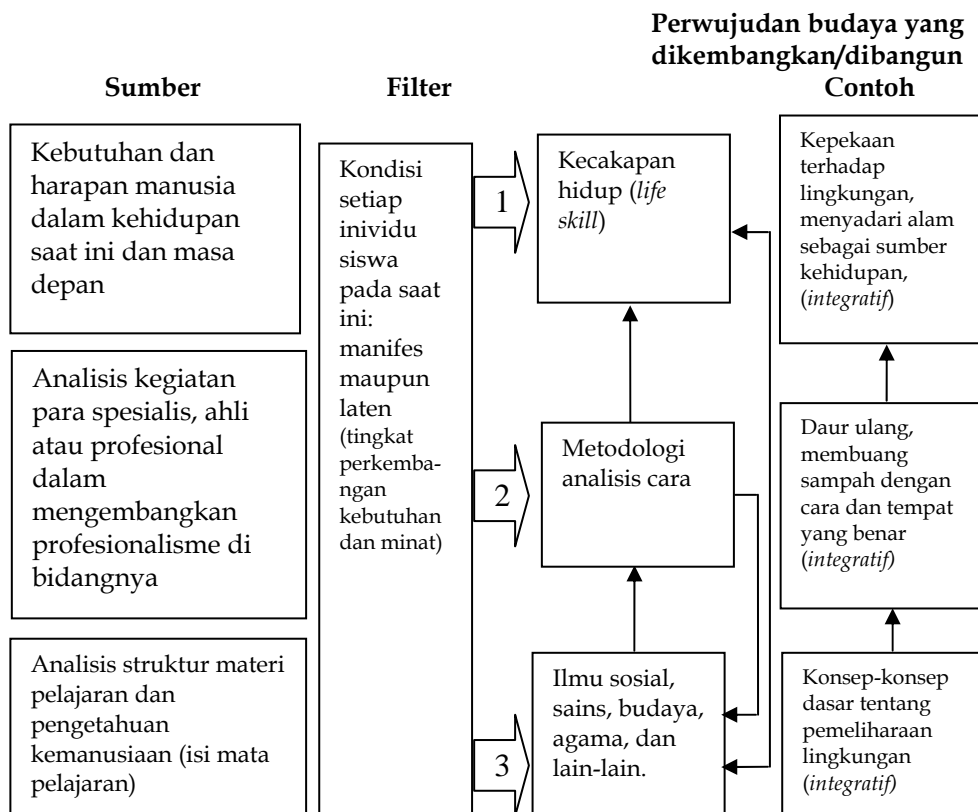 Perwujudan budaya yang
dikembangkan/dibangun
Sumber
Filter
Contoh
Kebutuhan dan
harapan manusia
dalam kehidupan
saat ini dan masa
depan
Analisis kegiatan
para spesialis, ahli
atau profesional
dalam
mengembangkan
profesionalisme di
bidangnya
Analisis struktur materi
pelajaran dan
pengetahuan
kemanusiaan (isi mata
pelajaran)
Kondisi
setiap
inividu
siswa
pada saat
ini:
manifes
maupun
laten
(tingkat
perkemba-
ngan
kebutuhan
dan minat)
1
2
3
Kecakapan
hidup (life
skill)
Metodologi
analisis cara
Ilmu sosial,
sains, budaya,
agama, dan
lain-lain.
Kepekaan
terhadap
lingkungan,
menyadari alam
sebagai sumber
kehidupan,
(integratif)
Daur ulang,
membuang
sampah dengan
cara dan tempat
yang benar
(integratif)
Konsep-konsep
dasar tentang
pemeliharaan
lingkungan
(integratif)